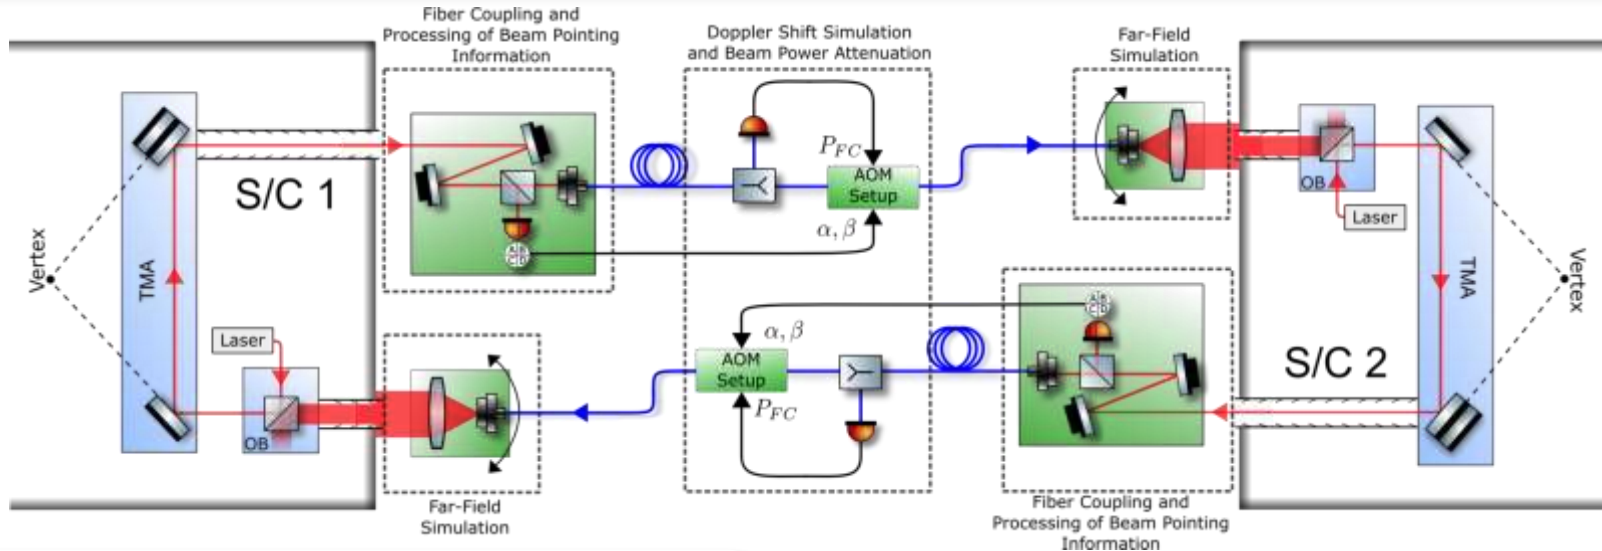 Fiber Coupling and
Processing of Beam Pointing
Information
Doppler Shift Simulation
and Beam Power Attenuation
Far-Field
Simulation
S/C 1
Vertex
TMA
Laser
OB
A B
C D
P_FC
AOM
Setup
α, β
OB
Laser
TMA
Vertex
S/C 2
A B
C D
α, β
AOM
Setup
P_FC
Far-Field
Simulation
Fiber Coupling and
Processing of Beam Pointing
Information